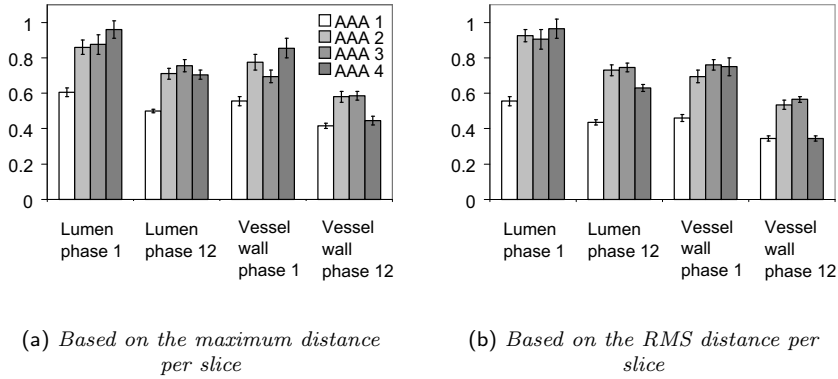 1
0.8
0.6
0.4
0.2
0
AAA 1
AAA 2
AAA 3
AAA 4
Lumen
phase 1
Lumen
phase 12
Vessel
wall
phase 1
Vessel
wall
phase 12
(a) Based on the maximum distance
per slice
1
0.8
0.6
0.4
0.2
0
Lumen
phase 1
Lumen
phase 12
Vessel
wall
phase 1
Vessel
wall
phase 12
(b) Based on the RMS distance per
slice